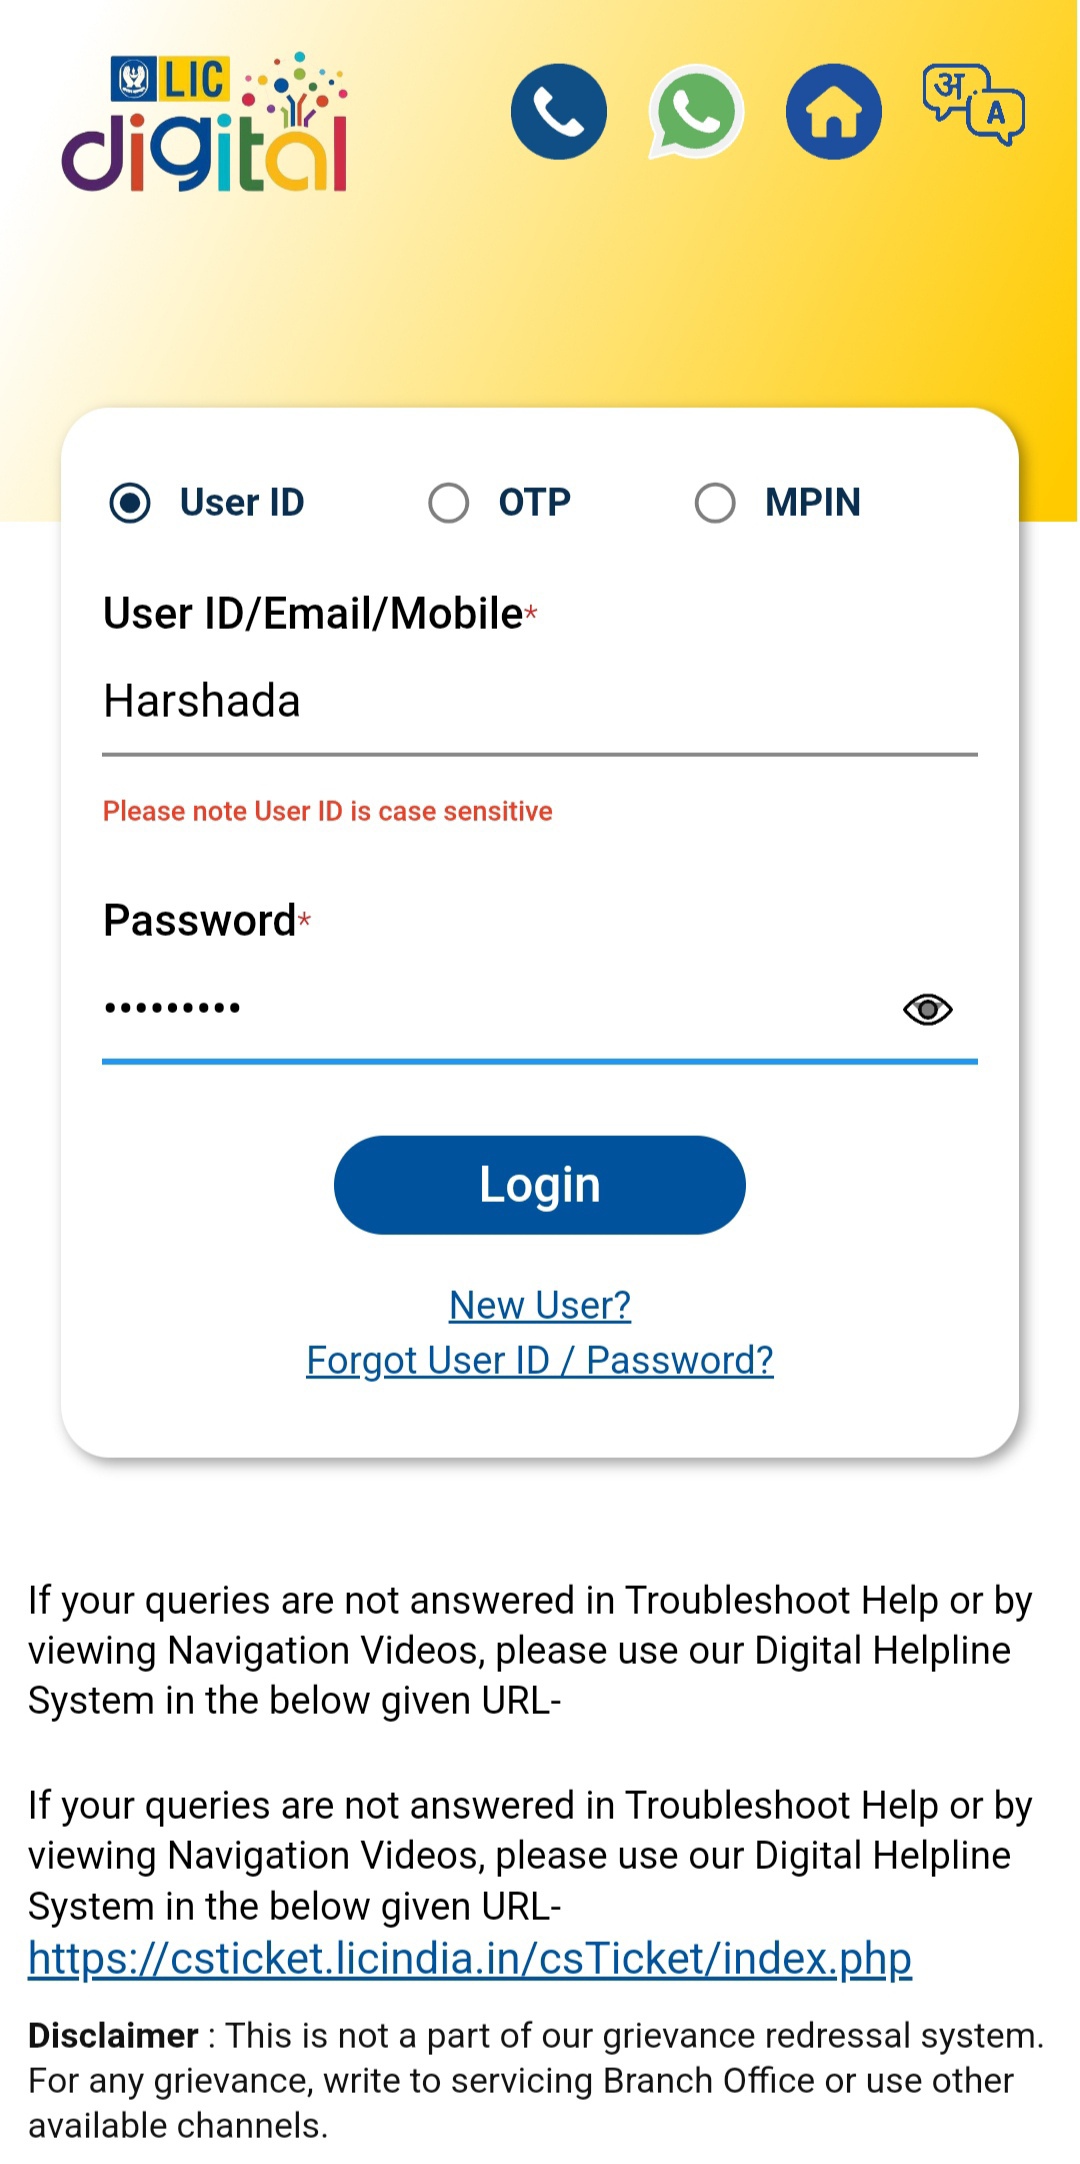 LIC
digital
अ A
User ID OTP MPIN
User ID/Email/Mobile*
Harshada
Please note User ID is case sensitive
Password*
•••••••••
Login
New User?
Forgot User ID / Password?
If your queries are not answered in Troubleshoot Help or by
viewing Navigation Videos, please use our Digital Helpline
System in the below given URL-
If your queries are not answered in Troubleshoot Help or by
viewing Navigation Videos, please use our Digital Helpline
System in the below given URL-
https://csticket.licindia.in/csTicket/index.php
Disclaimer : This is not a part of our grievance redressal system.
For any grievance, write to servicing Branch Office or use other
available channels.